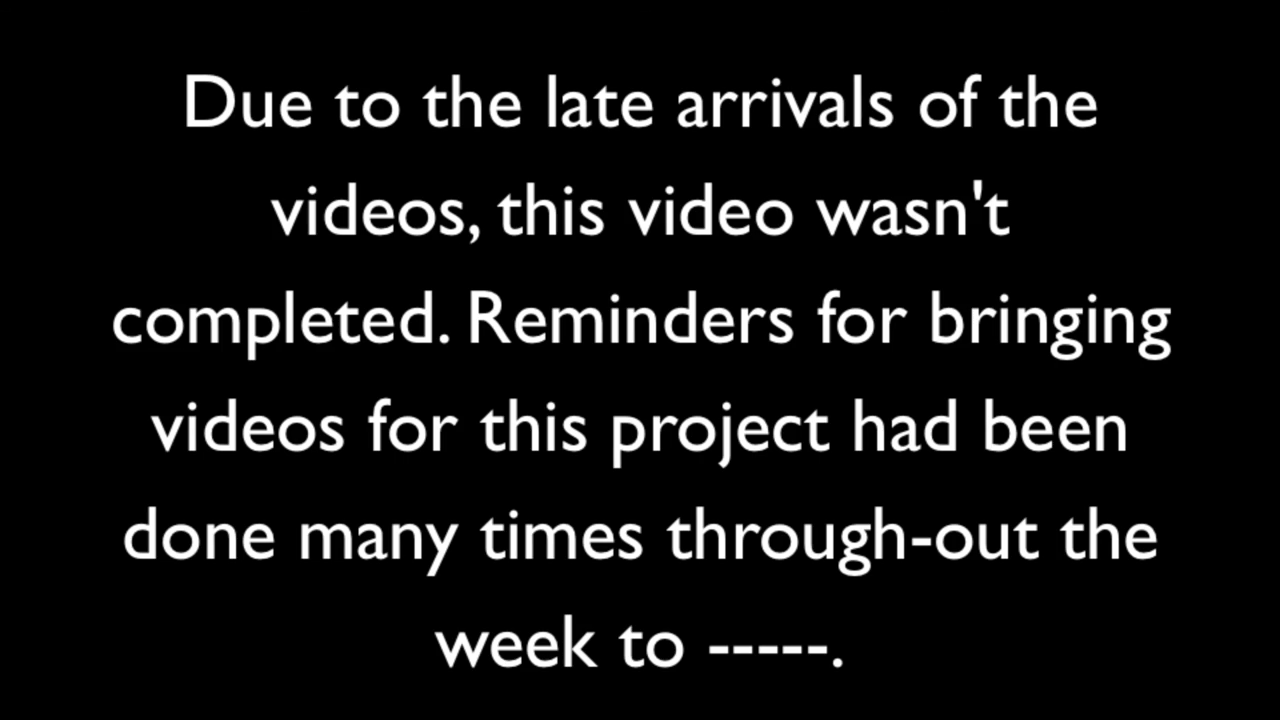 Due to the late arrivals of the
videos, this video wasn't
completed. Reminders for bringing
videos for this project had been
done many times through-out the
week to -----.